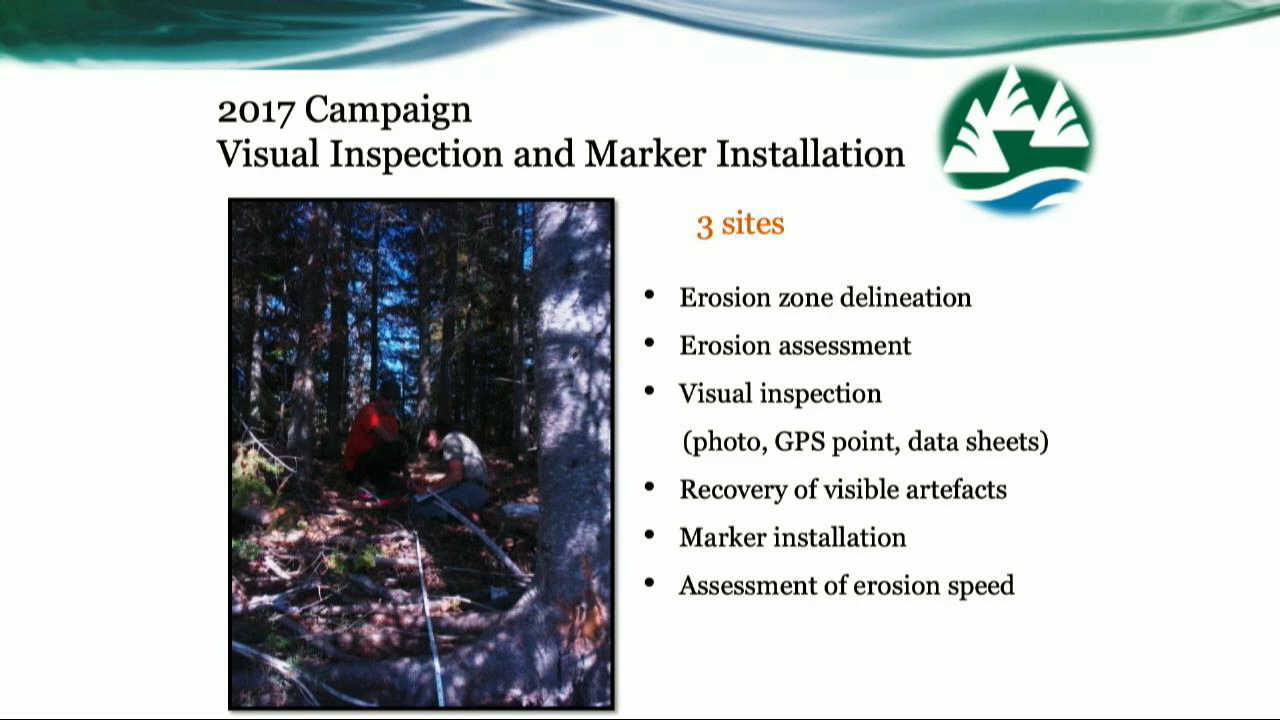 2017 Campaign
Visual Inspection and Marker Installation
3 sites
• Erosion zone delineation
• Erosion assessment
• Visual inspection
(photo, GPS point, data sheets)
• Recovery of visible artefacts
• Marker installation
• Assessment of erosion speed